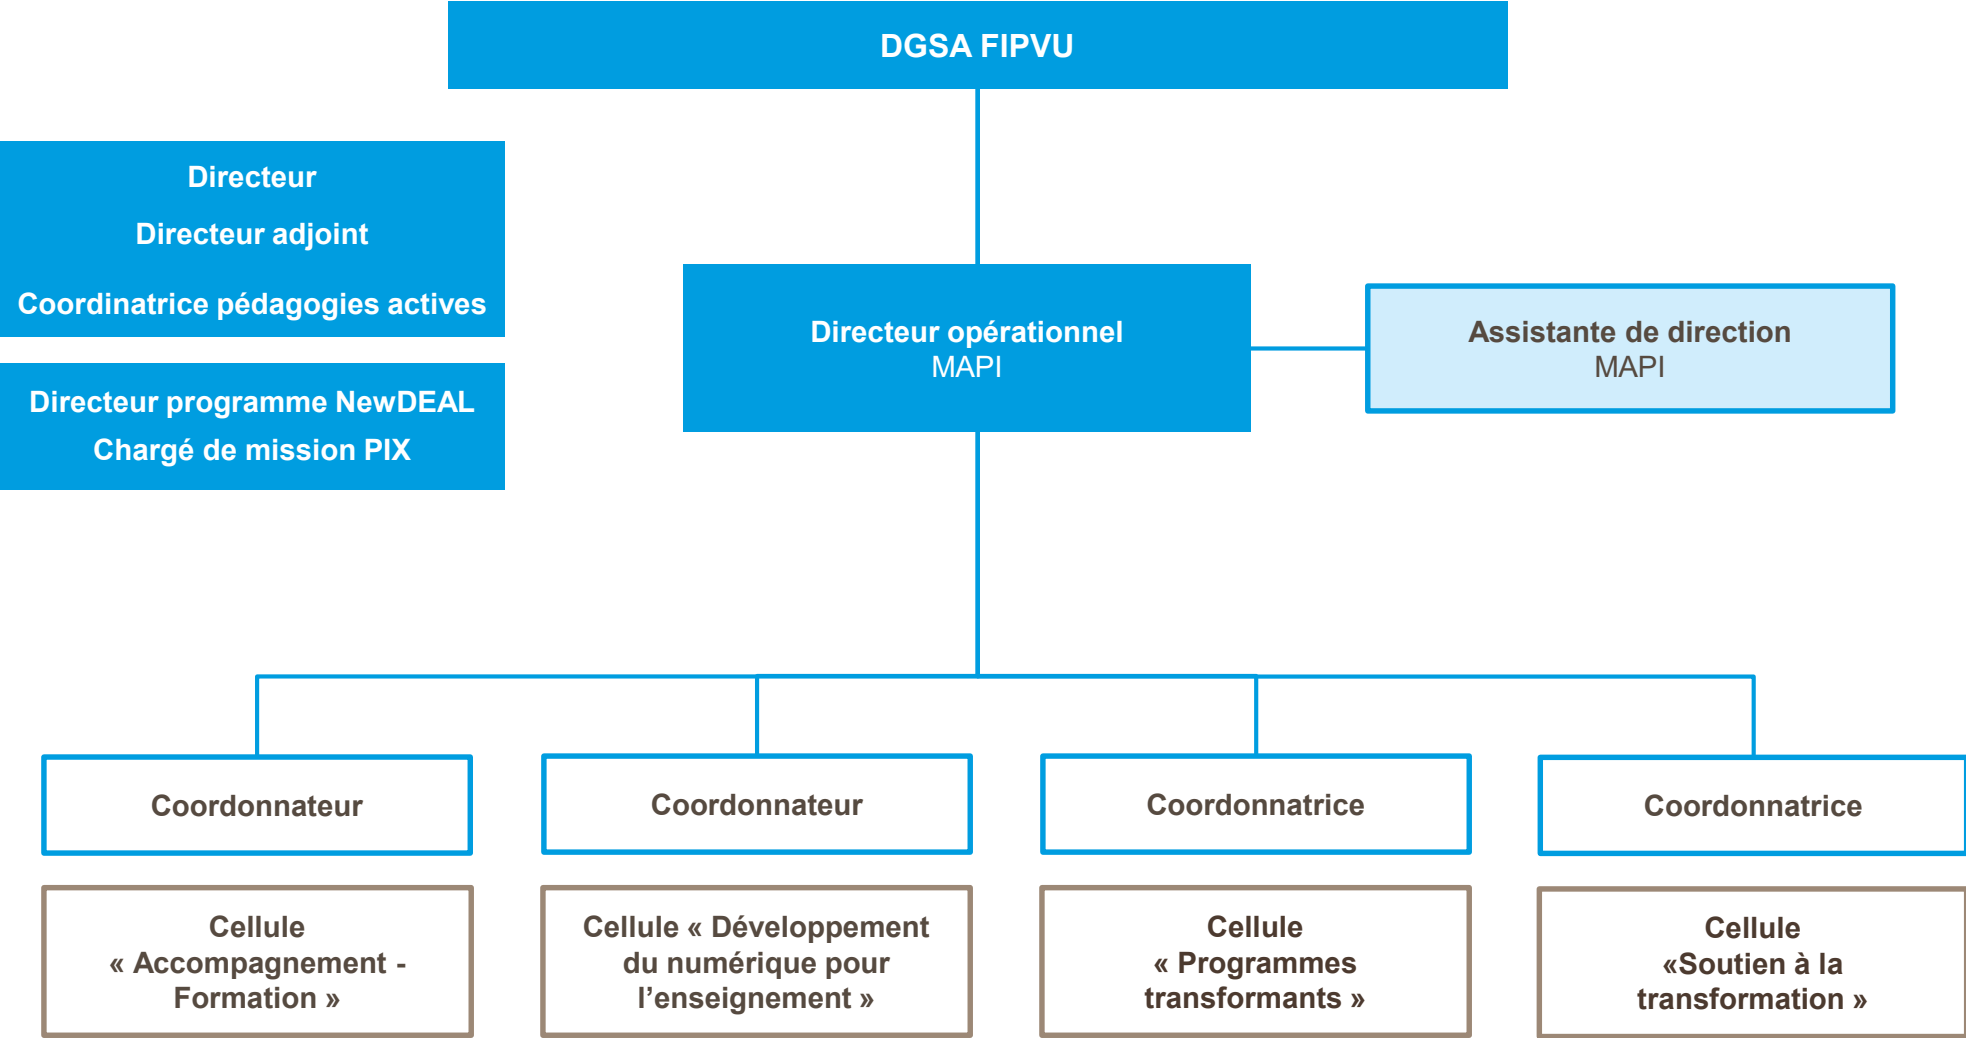 DGSA FIPVU
Directeur
Directeur adjoint
Coordinatrice pédagogies actives
Directeur programme NewDEAL
Chargé de mission PIX
Directeur opérationnel
MAPI
Assistante de direction
MAPI
Coordonnateur
Coordonnateur
Coordonnatrice
Coordonnatrice
Cellule
« Accompagnement -
Formation »
Cellule « Développement
du numérique pour
l’enseignement »
Cellule
« Programmes
transformants »
Cellule
«Soutien à la
transformation »